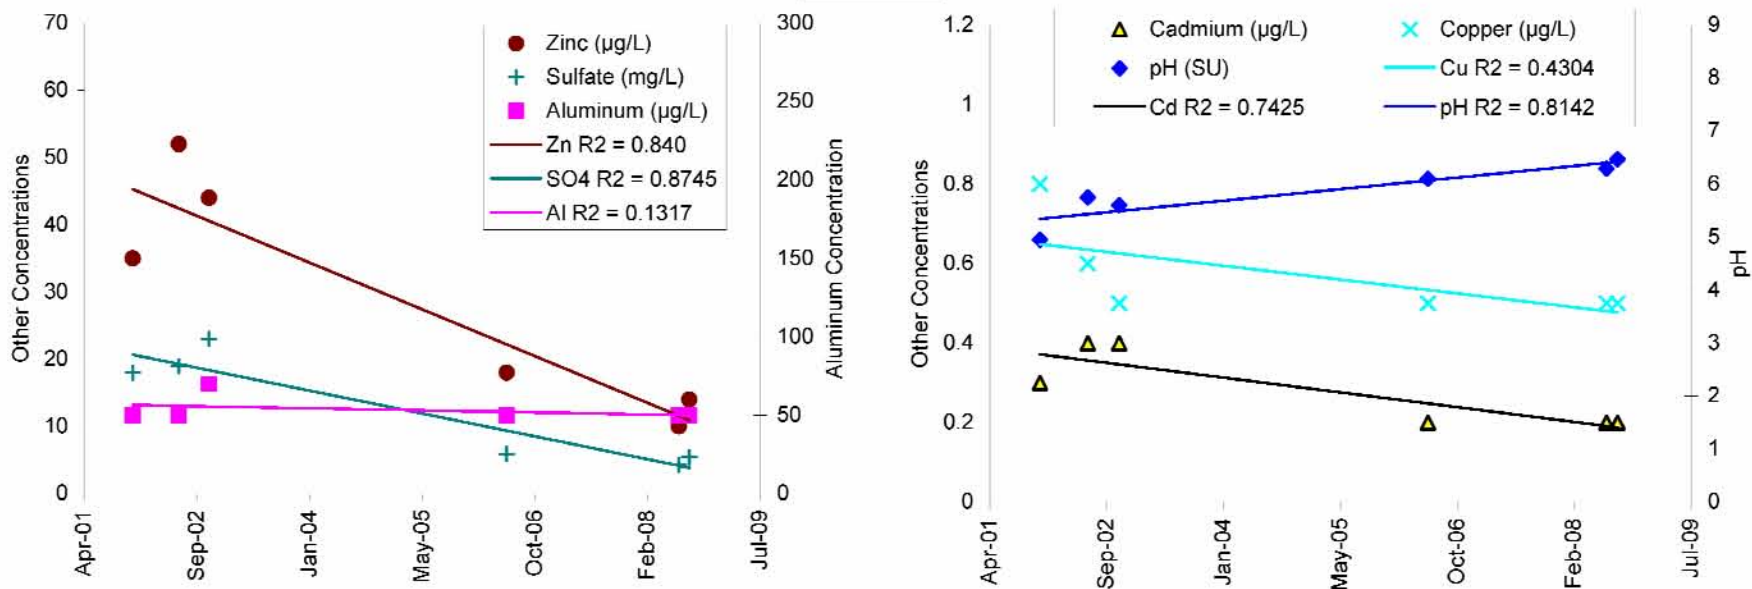 70
60
50
40
30
20
10
0
Other Concentrations
Zinc (µg/L)
Sulfate (mg/L)
Aluminum (µg/L)
Zn R2 = 0.840
SO4 R2 = 0.8745
Al R2 = 0.1317
300
250
200
150
100
50
0
Aluminum Concentration
Apr-01
Sep-02
Jan-04
May-05
Oct-06
Feb-08
Jul-09
1.2
1
0.8
0.6
0.4
0.2
0
Other Concentrations
Cadmium (µg/L) Copper (µg/L)
pH (SU) Cu R2 = 0.4304
Cd R2 = 0.7425 pH R2 = 0.8142
9
8
7
6
5
4
3
2
1
0
pH
Apr-01
Sep-02
Jan-04
May-05
Oct-06
Feb-08
Jul-09